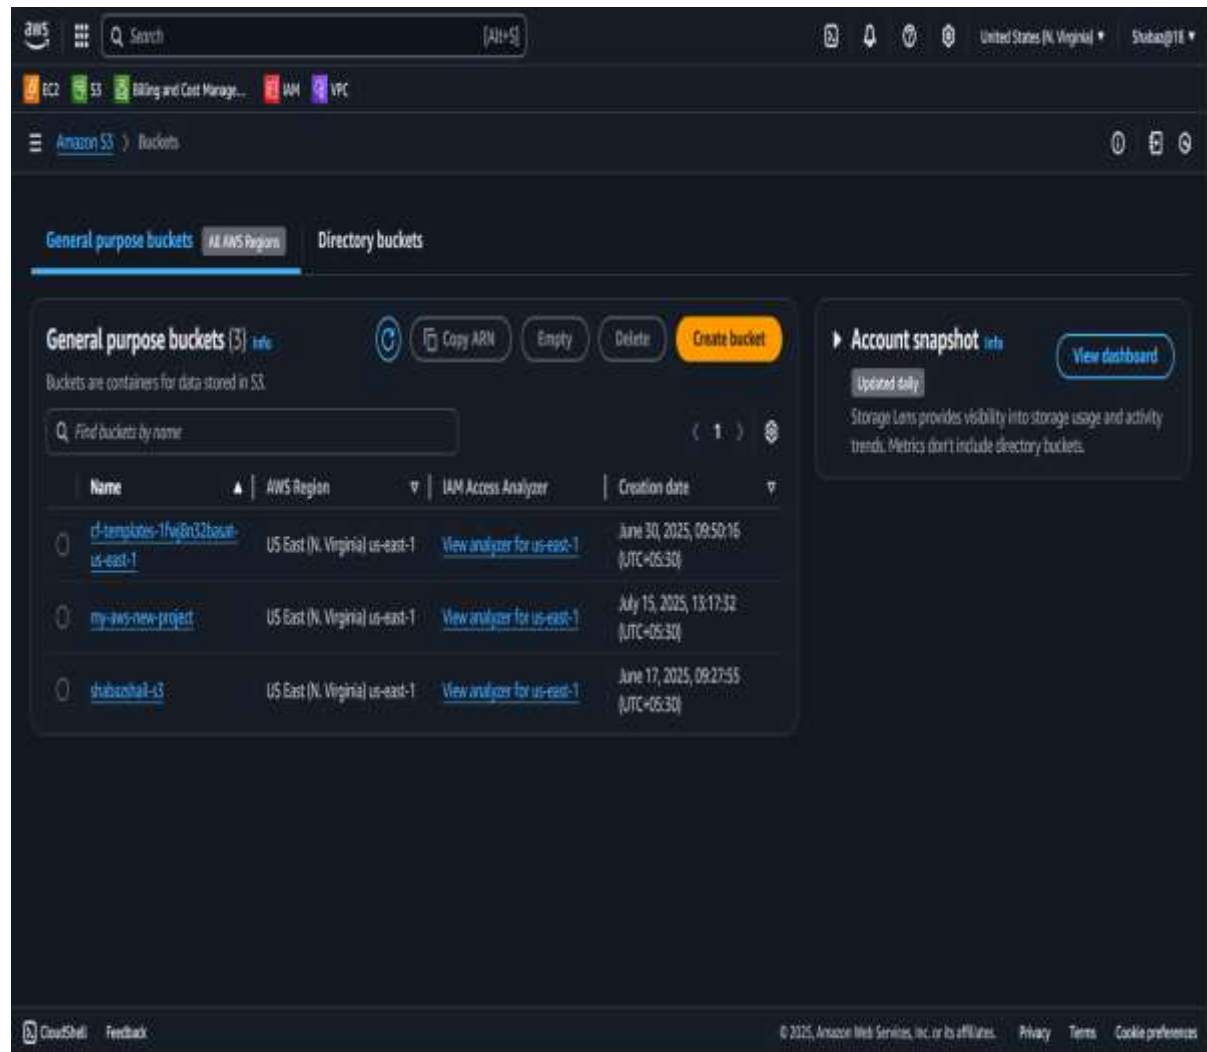 aws
Search [Alt+S]
United States (N. Virginia) Shabaz@18
EC2 S3 Billing and Cost Manage... IAM VPC
Amazon S3 > Buckets
General purpose buckets All AWS Regions Directory buckets
General purpose buckets (3) Info
Copy ARN Empty Delete Create bucket
Buckets are containers for data stored in S3.
Find buckets by name
1
Name AWS Region IAM Access Analyzer Creation date
us-east-1 US East (N. Virginia) us-east-1 View analyzer for us-east-1 June 30, 2025, 09:50:16
(UTC+05:30)
my-aws-new-project US East (N. Virginia) us-east-1 View analyzer for us-east-1 July 15, 2025, 13:17:32
(UTC+05:30)
shabazshail-s3 US East (N. Virginia) us-east-1 View analyzer for us-east-1 June 17, 2025, 09:27:55
(UTC+05:30)
Account snapshot Info
View dashboard
Updated daily
Storage Lens provides visibility into storage usage and activity
trends. Metrics don't include directory buckets.
CloudShell Feedback
© 2025, Amazon Web Services, Inc. or its affiliates. Privacy Terms Cookie preferences